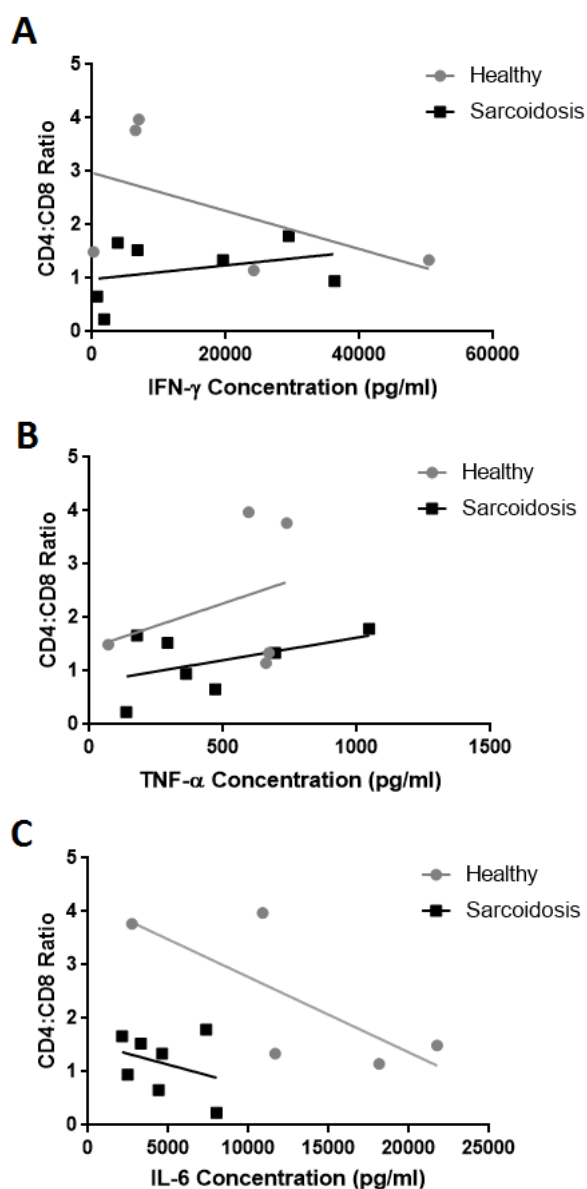 A
5
4
3
2
1
0
CD4:CD8 Ratio
0 20000 40000 60000
IFN-γ Concentration (pg/ml)
Healthy
Sarcoidosis
B
5
4
3
2
1
0
CD4:CD8 Ratio
0 500 1000 1500
TNF-α Concentration (pg/ml)
Healthy
Sarcoidosis
C
5
4
3
2
1
0
CD4:CD8 Ratio
0 5000 10000 15000 20000 25000
IL-6 Concentration (pg/ml)
Healthy
Sarcoidosis